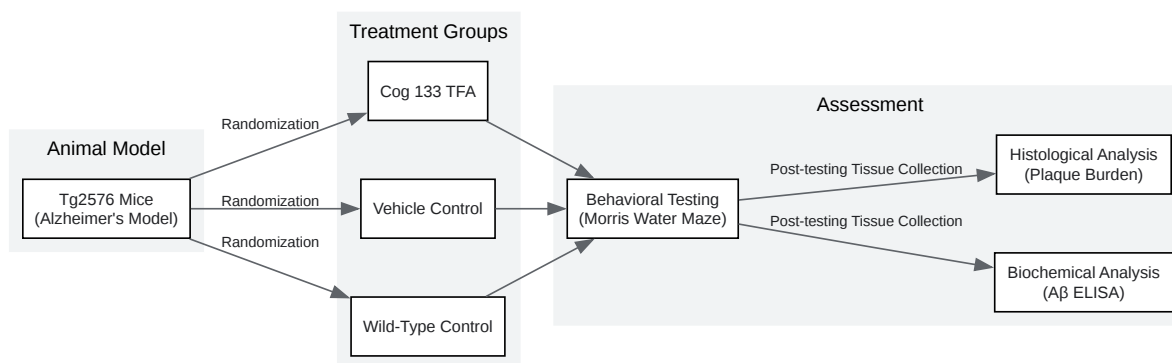 Animal Model
Tg2576 Mice
(Alzheimer's Model)
Randomization
Randomization
Randomization
Treatment Groups
Cog 133 TFA
Vehicle Control
Wild-Type Control
Assessment
Behavioral Testing
(Morris Water Maze)
Post-testing Tissue Collection
Post-testing Tissue Collection
Histological Analysis
(Plaque Burden)
Biochemical Analysis
(Aβ ELISA)